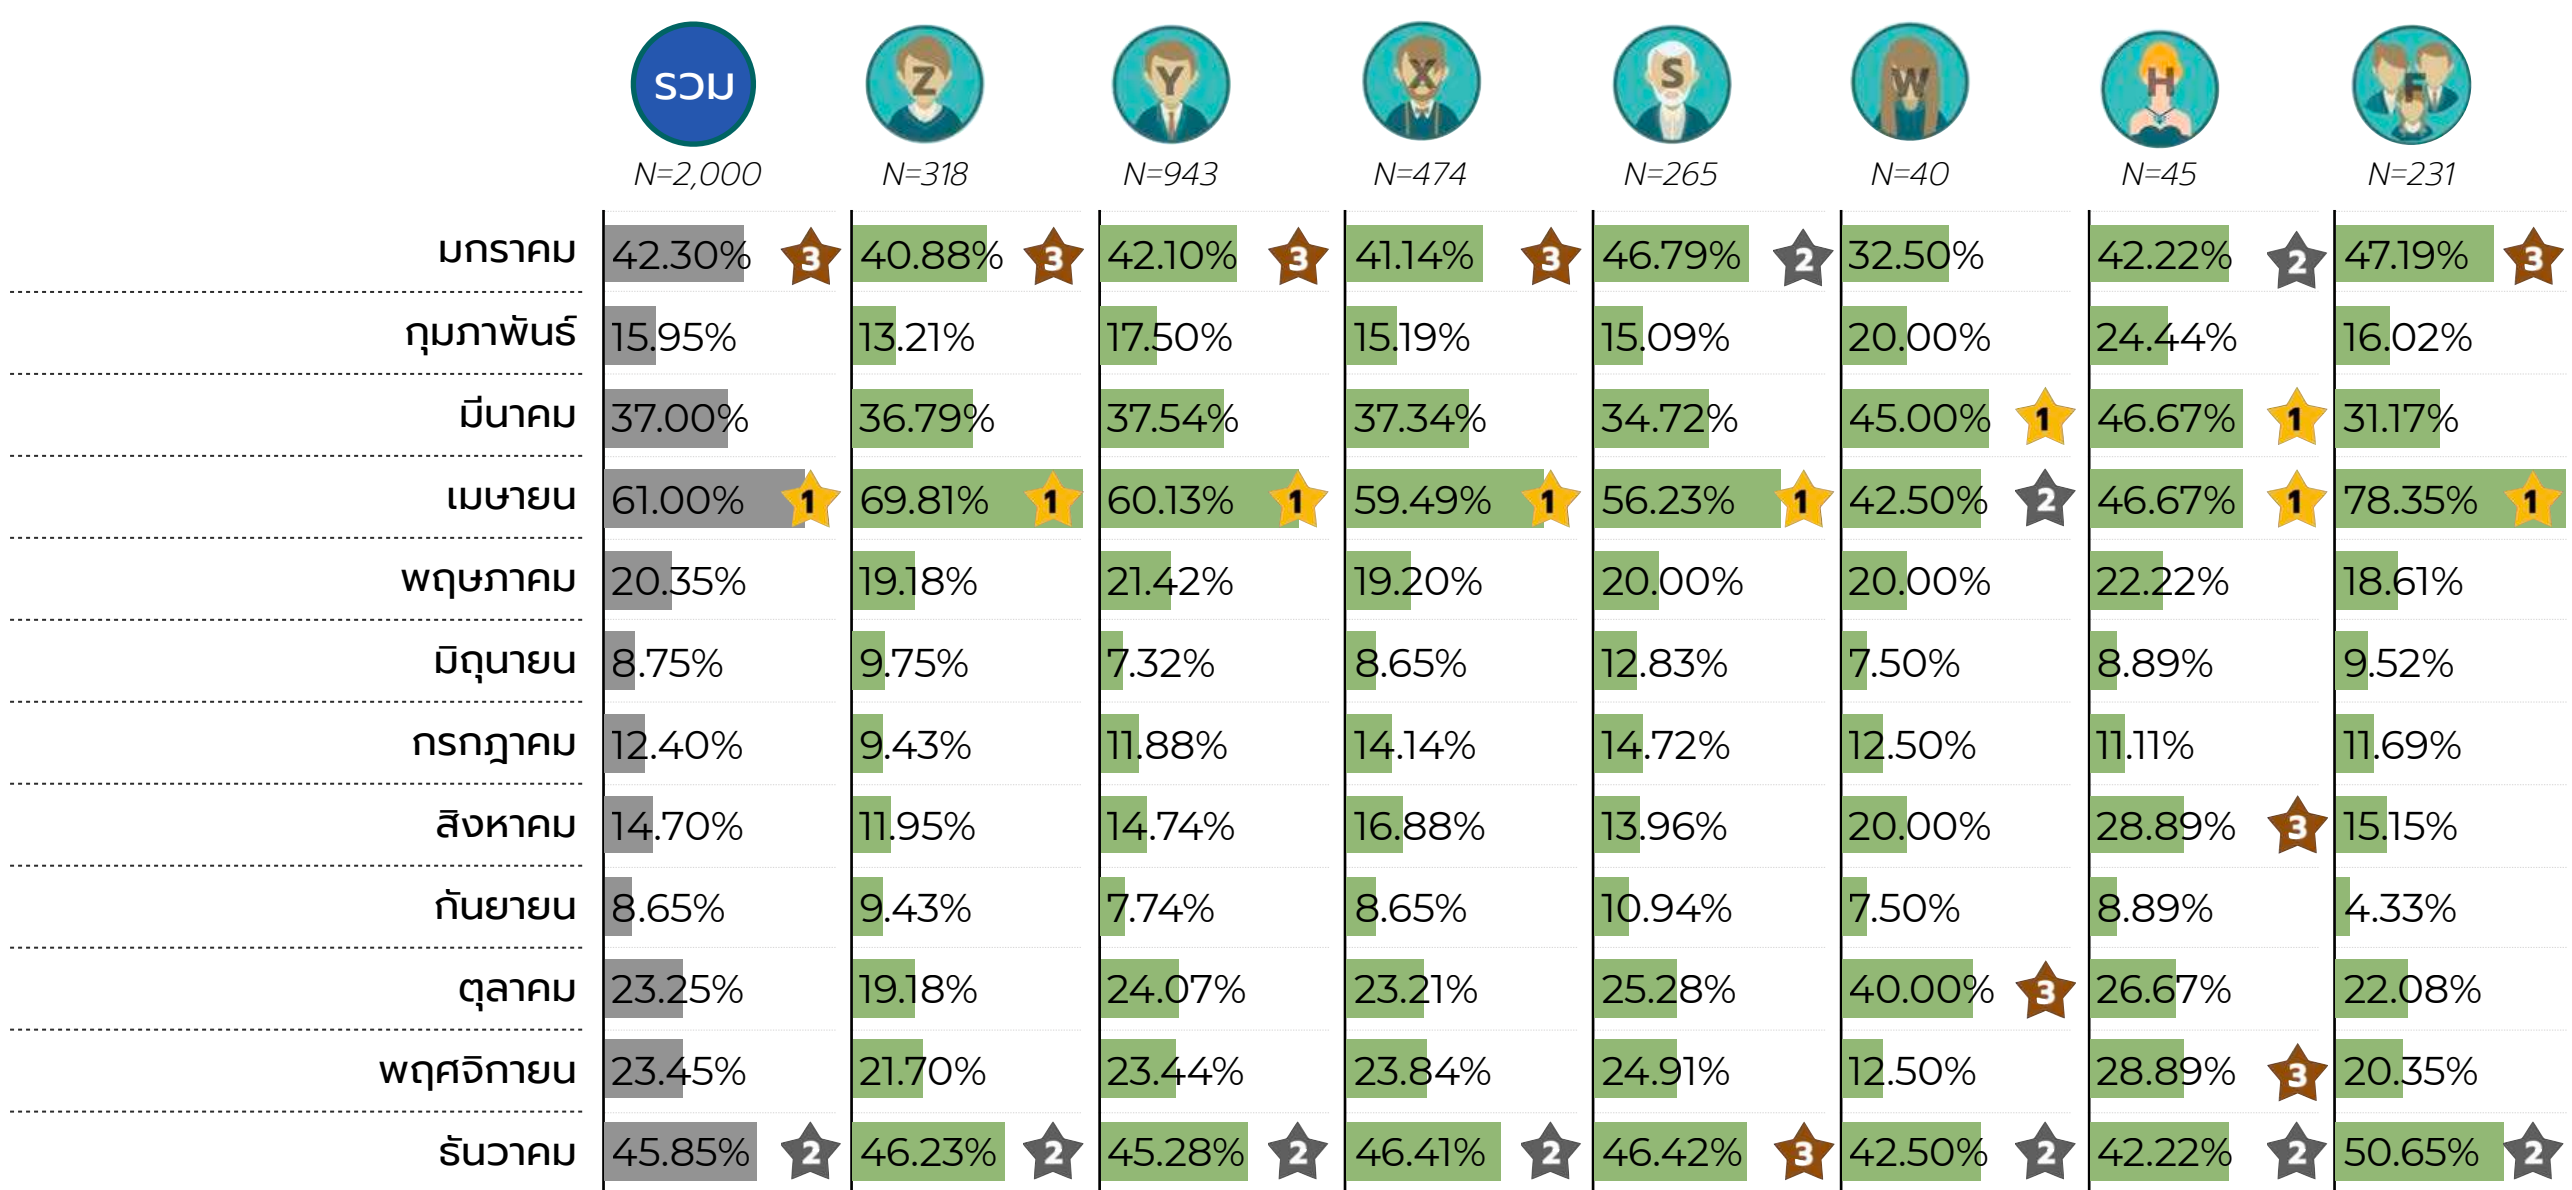 รวม Z Y X S W H F
N=2,000 N=318 N=943 N=474 N=265 N=40 N=45 N=231
มกราคม 42.30% 3 40.88% 3 42.10% 3 41.14% 3 46.79% 2 32.50% 42.22% 2 47.19% 3
กุมภาพันธ์ 15.95% 13.21% 17.50% 15.19% 15.09% 20.00% 24.44% 16.02%
มีนาคม 37.00% 36.79% 37.54% 37.34% 34.72% 45.00% 1 46.67% 1 31.17%
เมษายน 61.00% 1 69.81% 1 60.13% 1 59.49% 1 56.23% 1 42.50% 2 46.67% 1 78.35% 1
พฤษภาคม 20.35% 19.18% 21.42% 19.20% 20.00% 20.00% 22.22% 18.61%
มิถุนายน 8.75% 9.75% 7.32% 8.65% 12.83% 7.50% 8.89% 9.52%
กรกฎาคม 12.40% 9.43% 11.88% 14.14% 14.72% 12.50% 11.11% 11.69%
สิงหาคม 14.70% 11.95% 14.74% 16.88% 13.96% 20.00% 28.89% 3 15.15%
กันยายน 8.65% 9.43% 7.74% 8.65% 10.94% 7.50% 8.89% 4.33%
ตุลาคม 23.25% 19.18% 24.07% 23.21% 25.28% 40.00% 3 26.67% 22.08%
พฤศจิกายน 23.45% 21.70% 23.44% 23.84% 24.91% 12.50% 28.89% 3 20.35%
ธันวาคม 45.85% 2 46.23% 2 45.28% 2 46.41% 2 46.42% 3 42.50% 2 42.22% 2 50.65% 2